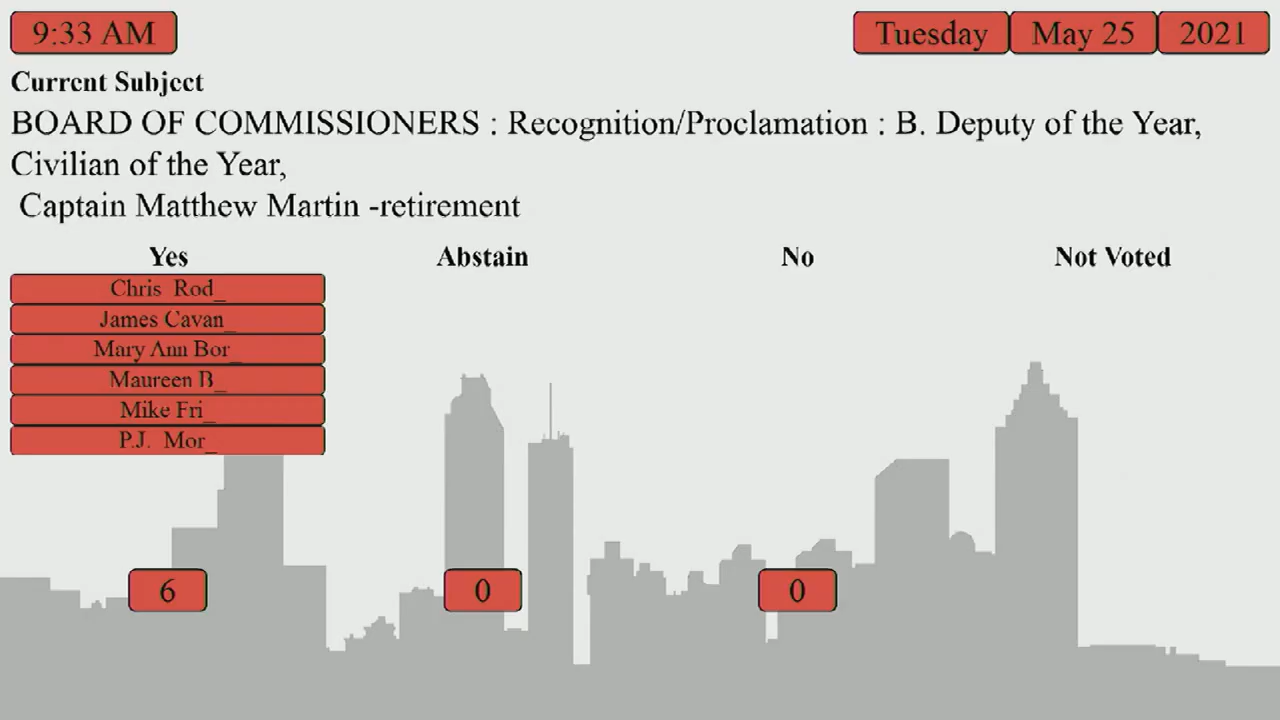 9:33 AM Tuesday May 25 2021
Current Subject
BOARD OF COMMISSIONERS : Recognition/Proclamation : B. Deputy of the Year,
Civilian of the Year,
Captain Matthew Martin -retirement
Yes Abstain No Not Voted
Chris Rod_
James Cavan_
Mary Ann Bor_
Maureen B_
Mike Fri_
P.J. Mor_
6 0 0